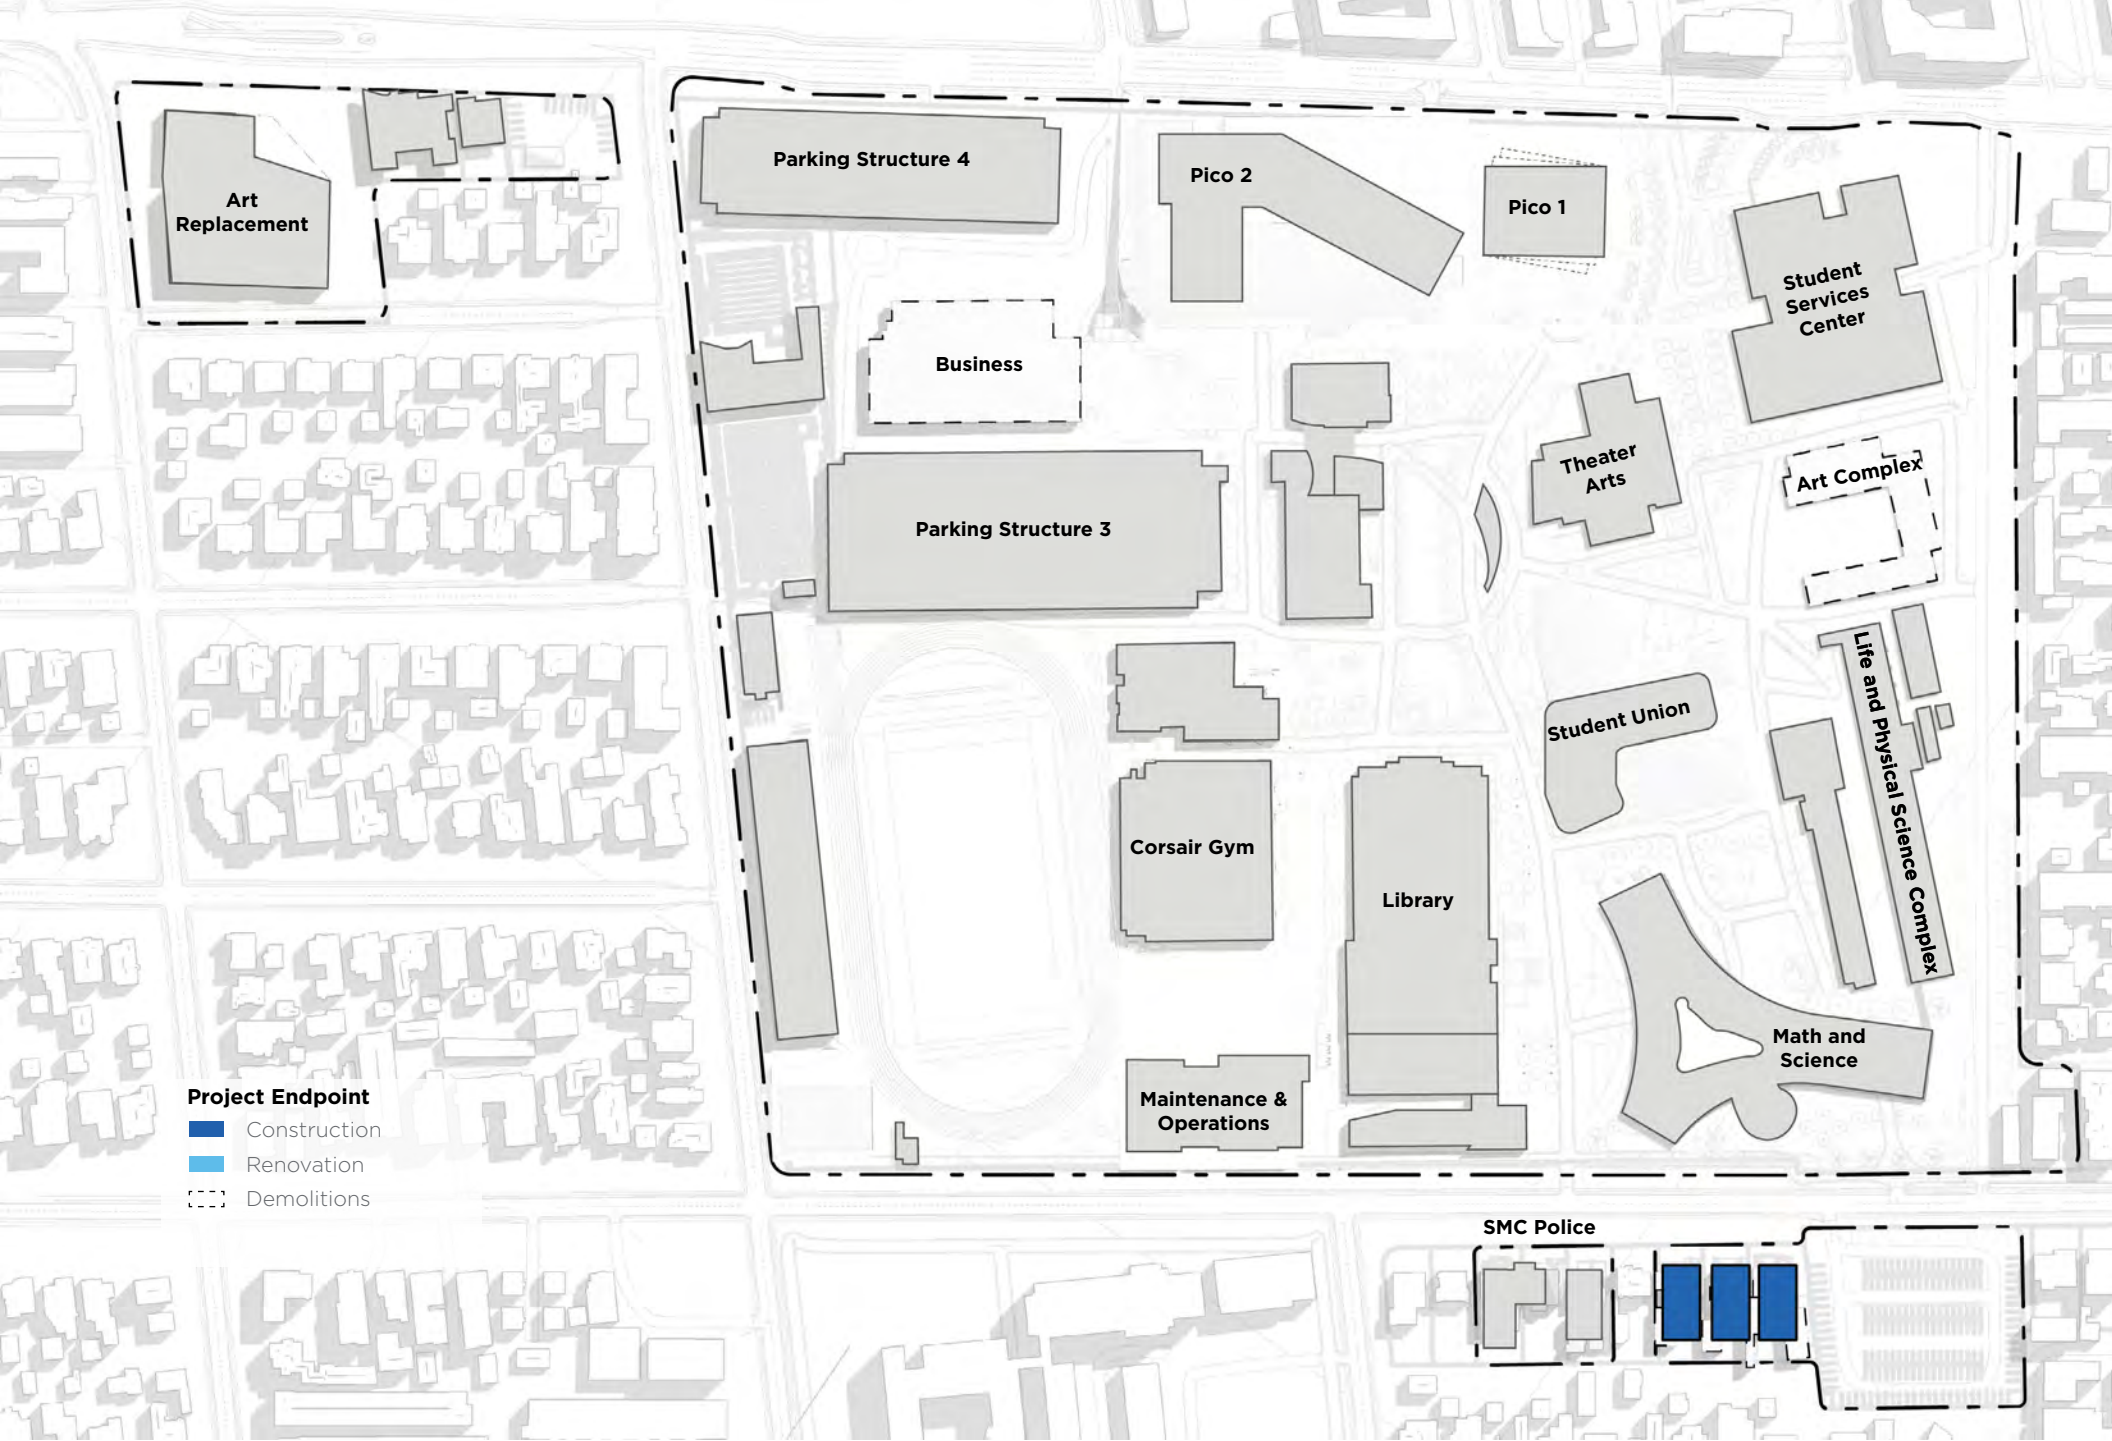 Parking Structure 4
Pico 2
Pico 1
Art
Replacement
Student
Services
Center
Business
Theater
Arts
Art Complex
Parking Structure 3
Life and Physical Science Complex
Student Union
Corsair Gym
Library
Math and
Science
Maintenance &
Operations
Project Endpoint
Construction
Renovation
Demolitions
SMC Police